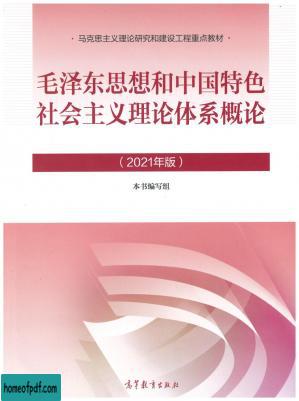 ·马克思主义理论研究和建设工程重点教材·
毛泽东思想和中国特色
社会主义理论体系概论
(2021年版)
本书编写组
高等教育出版社
homeofpdf.com